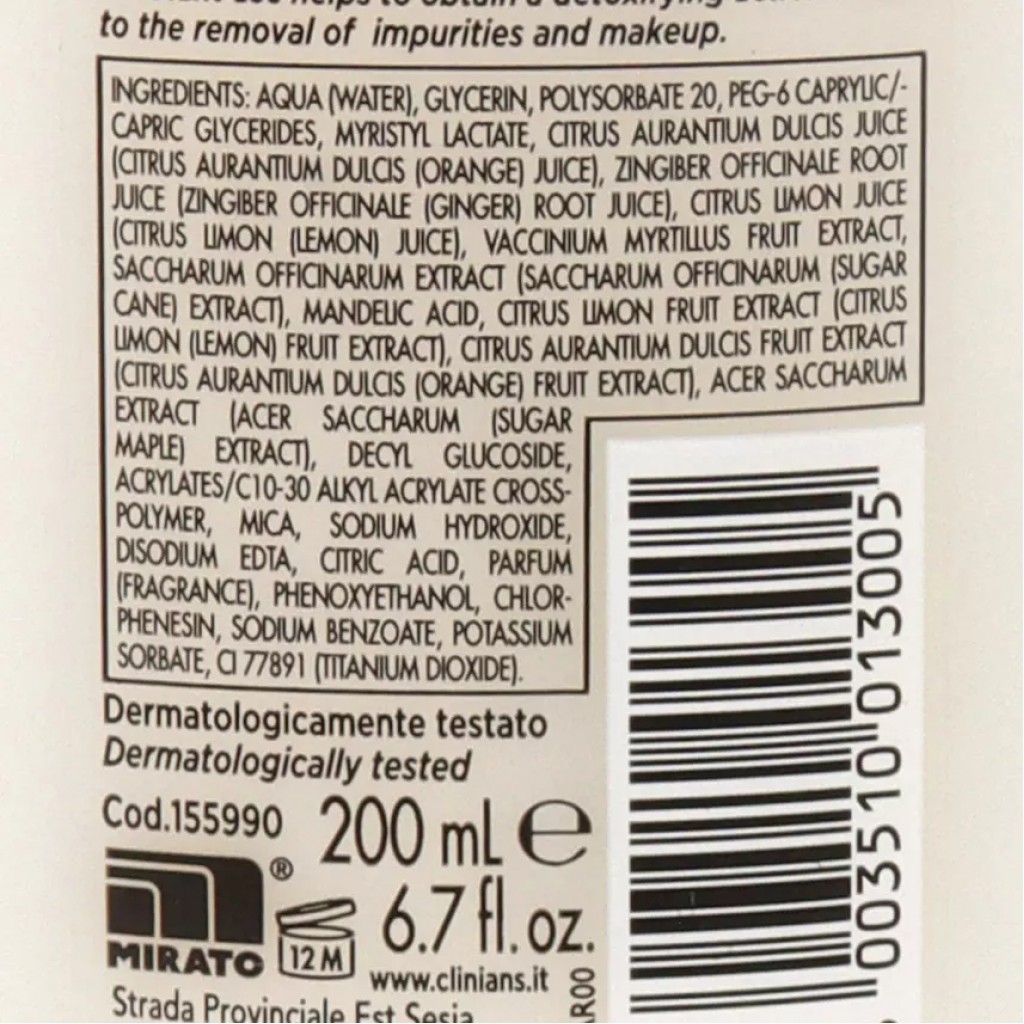 to the removal of impurities and makeup.
INGREDIENTS: AQUA (WATER), GLYCERIN, POLYSORBATE 20, PEG-6 CAPRYLIC/-
CAPRIC GLYCERIDES, MYRISTYL LACTATE, CITRUS AURANTIUM DULCIS JUICE
(CITRUS AURANTIUM DULCIS (ORANGE) JUICE), ZINGIBER OFFICINALE ROOT
JUICE (ZINGIBER OFFICINALE (GINGER) ROOT JUICE), CITRUS LIMON JUICE
(CITRUS LIMON (LEMON) JUICE), VACCINIUM MYRTILLUS FRUIT EXTRACT,
SACCHARUM OFFICINARUM EXTRACT (SACCHARUM OFFICINARUM (SUGAR
CANE) EXTRACT), MANDELIC ACID, CITRUS LIMON FRUIT EXTRACT (CITRUS
LIMON (LEMON) FRUIT EXTRACT), CITRUS AURANTIUM DULCIS FRUIT EXTRACT
(CITRUS AURANTIUM DULCIS (ORANGE) FRUIT EXTRACT), ACER SACCHARUM
EXTRACT (ACER SACCHARUM (SUGAR
MAPLE) EXTRACT), DECYL GLUCOSIDE,
ACRYLATES/C10-30 ALKYL ACRYLATE CROSS-
POLYMER, MICA, SODIUM HYDROXIDE,
DISODIUM EDTA, CITRIC ACID, PARFUM
(FRAGRANCE), PHENOXYETHANOL, CHLOR-
PHENESIN, SODIUM BENZOATE, POTASSIUM
SORBATE, CI 77891 (TITANIUM DIOXIDE).
Dermatologicamente testato
Dermatologically tested
Cod.155990
200 mL e
6.7 fl. oz.
MIRATO ®
12 M
www.clinians.it
Strada Provinciale Est Sesia
AR00
003510 013005